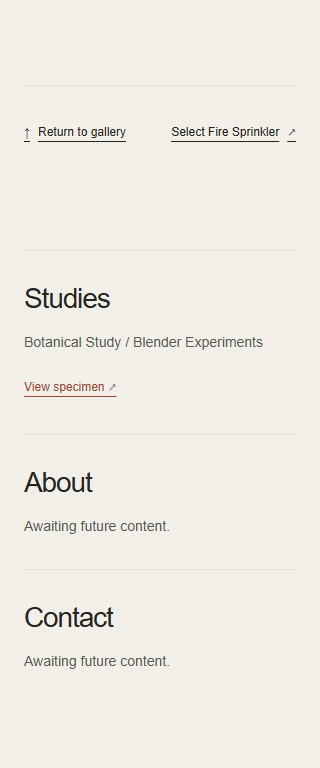 ↑ Return to gallery Select Fire Sprinkler ↗
Studies
Botanical Study / Blender Experiments
View specimen ↗
About
Awaiting future content.
Contact
Awaiting future content.